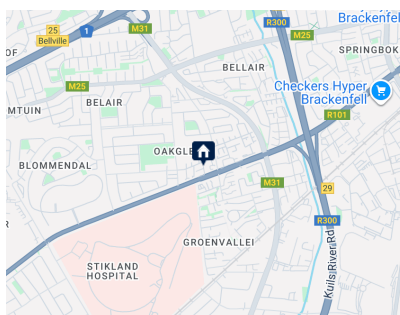 25
Bellville
1
M31
R300
M25
Brackenfell
SPRINGBOK
OF
BELLAIR
Checkers Hyper
Brackenfell
M25
MTUIN
BELAIR
R101
OAKGLE
BLOMMENDAL
M31
29
R
R300
GROENVALLEI
STIKLAND
HOSPITAL
Kuils River Rd